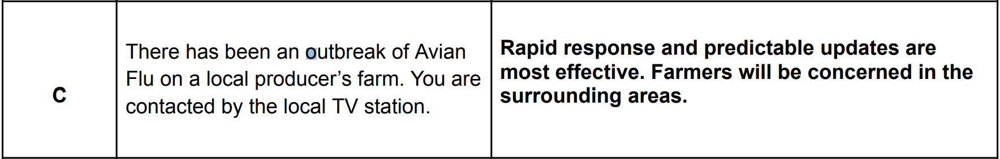 C
There has been an outbreak of Avian
Flu on a local producer’s farm. You are
contacted by the local TV station.
Rapid response and predictable updates are
most effective. Farmers will be concerned in the
surrounding areas.